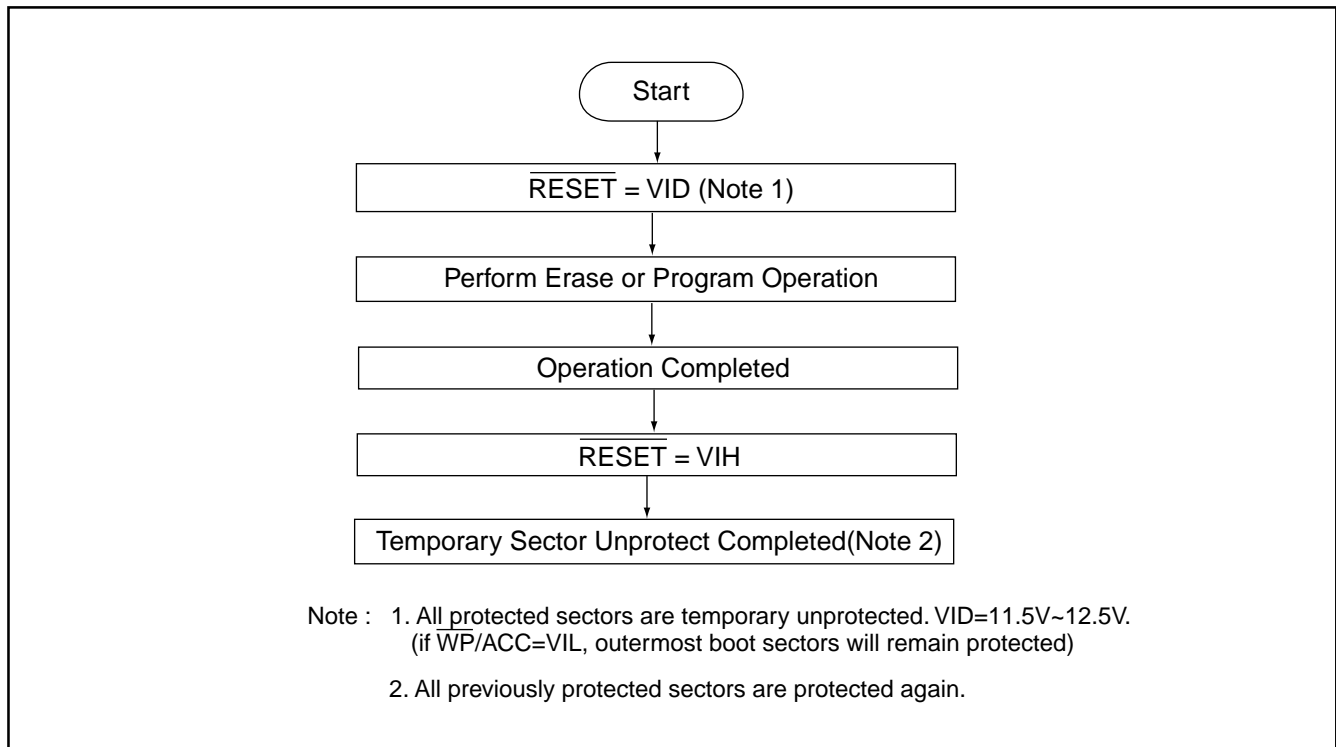 Start
RESET = VID (Note 1)
Perform Erase or Program Operation
Operation Completed
RESET = VIH
Temporary Sector Unprotect Completed(Note 2)
Note : 1. All protected sectors are temporary unprotected. VID=11.5V~12.5V.
(if WP/ACC=VIL, outermost boot sectors will remain protected)
2. All previously protected sectors are protected again.